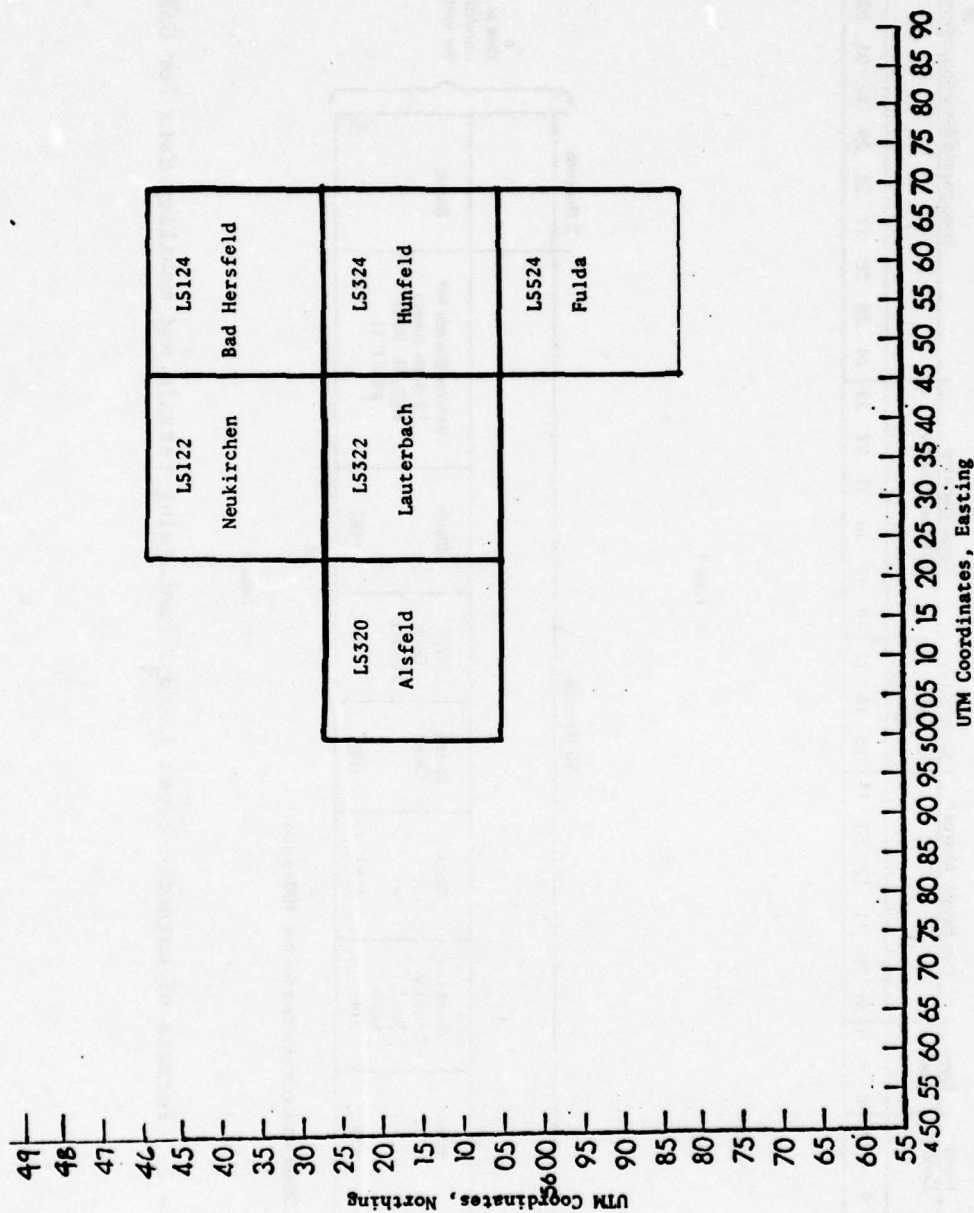 49
48
47
46
45
40
35
30
25
20
15
10
05
5600
95
90
85
80
75
70
65
60
55
UTM Coordinates, Northing
L5122
Neukirchen
L5124
Bad Hersfeld
L5320
Alsfeld
L5322
Lauterbach
L5324
Hunfeld
L5524
Fulda
450 55 60 65 70 75 80 85 90 95 500 05 10 15 20 25 30 35 40 45 50 55 60 65 70 75 80 85 90
UTM Coordinates, Easting